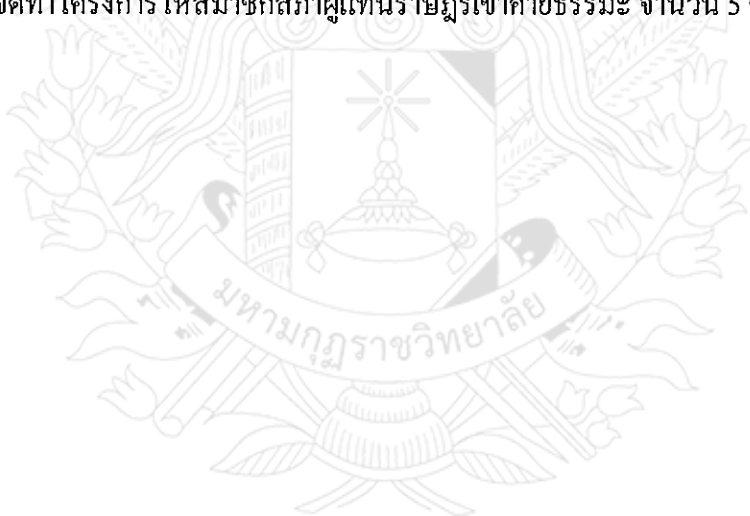 จัดทำโครงการให้สมาชิกสภาผู้แทนราษฎรเข้าค่ายธรรมะ จำนวน 5
มหามกุฏราชวิทยาลัย